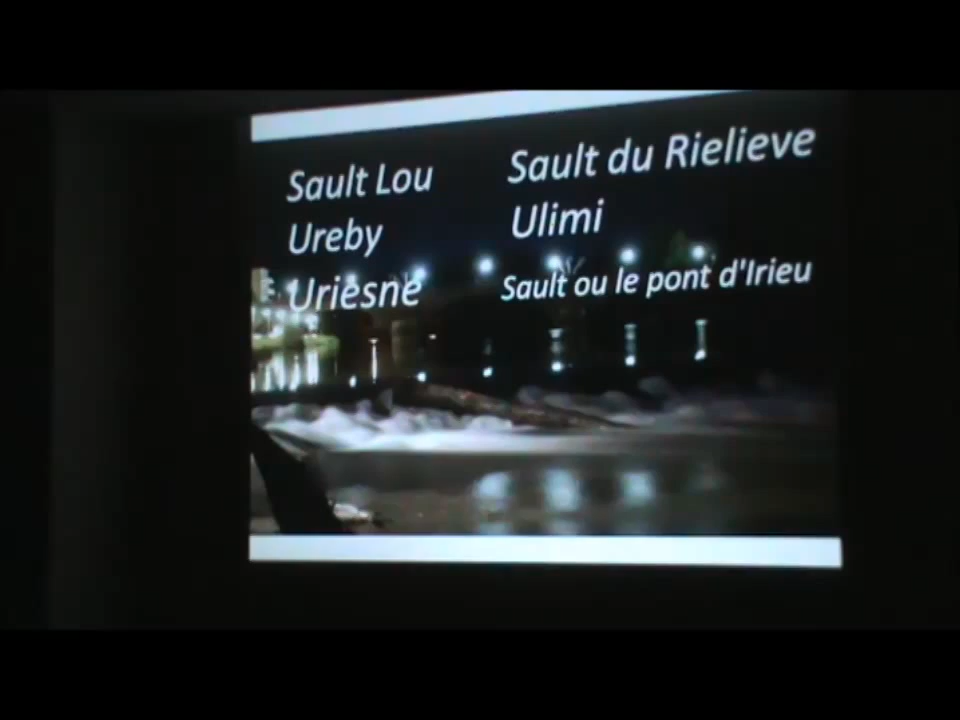 Sault Lou
Ureby
Uriesne
Sault du Rielieve
Ulimi
Sault ou le pont d'Irieu